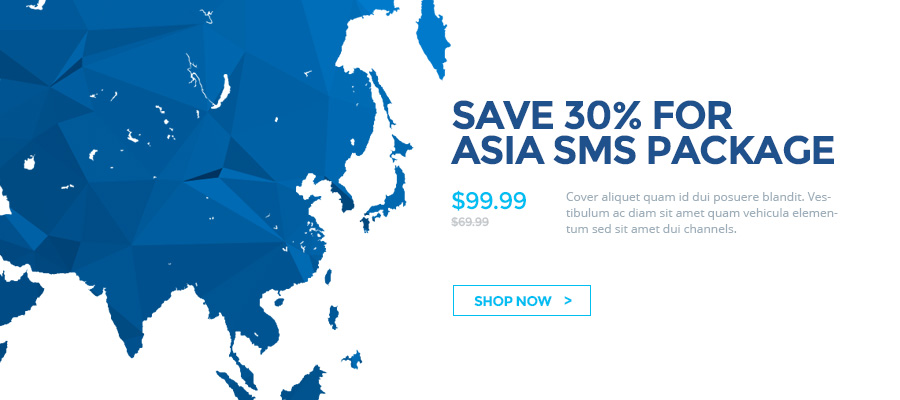 SAVE 30% FOR
ASIA SMS PACKAGE
$99.99
$69.99
Cover aliquet quam id dui posuere blandit. Ves-
tibulum ac diam sit amet quam vehicula elemen-
tum sed sit amet dui channels.
SHOP NOW >